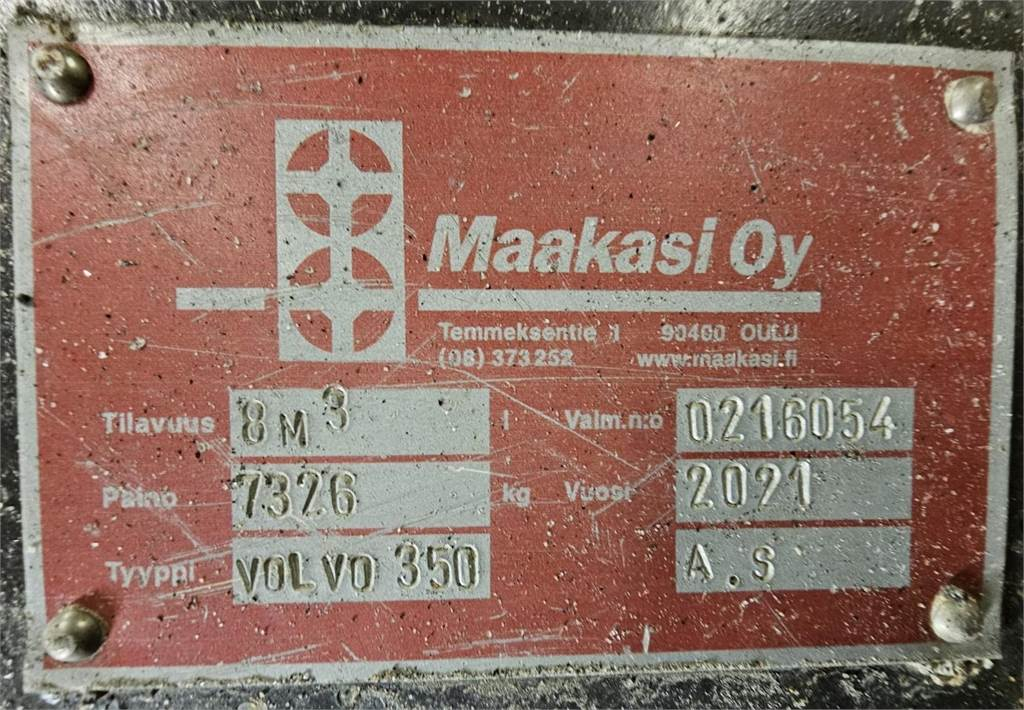 Maakasi Oy
Temmeksentie 1 90400 OULU
(08) 373 252 www.maakasi.fi
Tilavuus 8 M³ l Valm.n:o 0216054
Paino 7326 kg Vuosi 2021
Tyyppi VOLVO 350 A.S